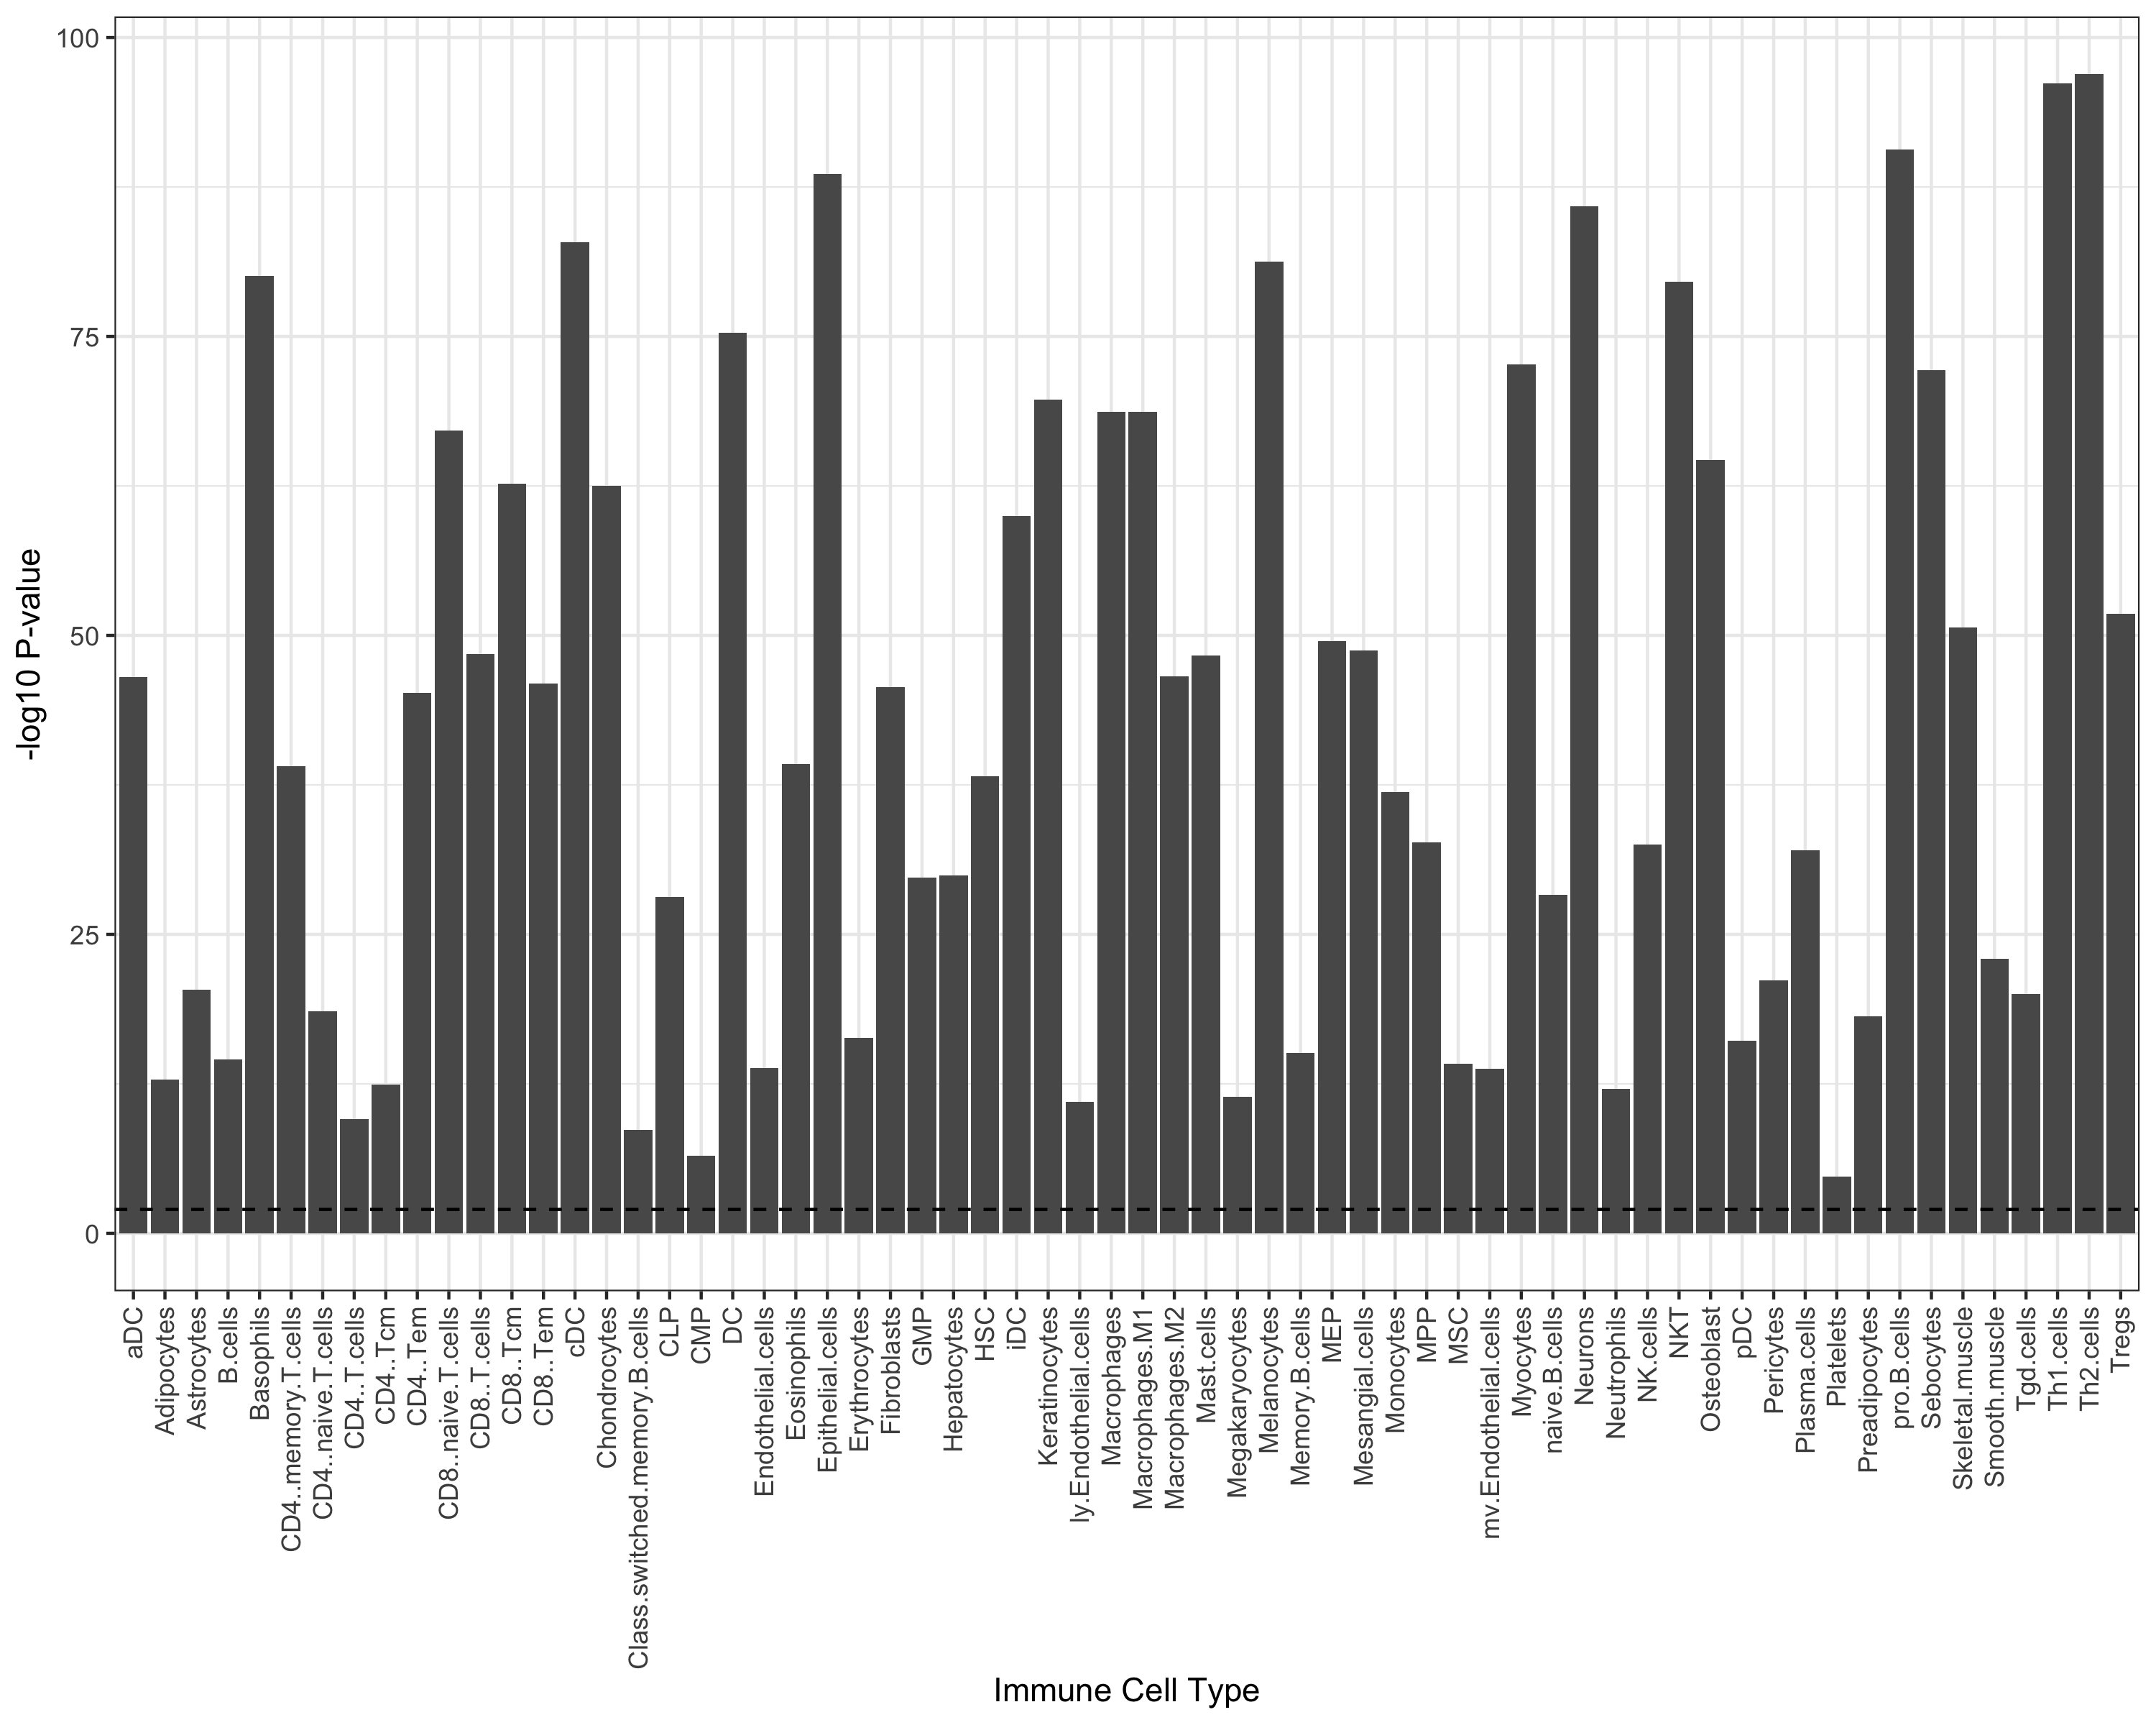 100
75
50
25
0
-log10 P-value
aDC
Adipocytes
Astrocytes
B.cells
Basophils
CD4..memory.T.cells
CD4..naive.T.cells
CD4..T.cells
CD4..Tcm
CD4..Tem
CD8..naive.T.cells
CD8..T.cells
CD8..Tcm
CD8..Tem
cDC
Chondrocytes
Class.switched.memory.B.cells
CLP
CMP
DC
Endothelial.cells
Eosinophils
Epithelial.cells
Erythrocytes
Fibroblasts
GMP
Hepatocytes
HSC
iDC
Keratinocytes
ly.Endothelial.cells
Macrophages
Macrophages.M1
Macrophages.M2
Mast.cells
Megakaryocytes
Melanocytes
Memory.B.cells
MEP
Mesangial.cells
Monocytes
MPP
MSC
mv.Endothelial.cells
Myocytes
naive.B.cells
Neurons
Neutrophils
NK.cells
NKT
Osteoblast
pDC
Pericytes
Plasma.cells
Platelets
Preadipocytes
pro.B.cells
Sebocytes
Skeletal.muscle
Smooth.muscle
Tgd.cells
Th1.cells
Th2.cells
Tregs
Immune Cell Type